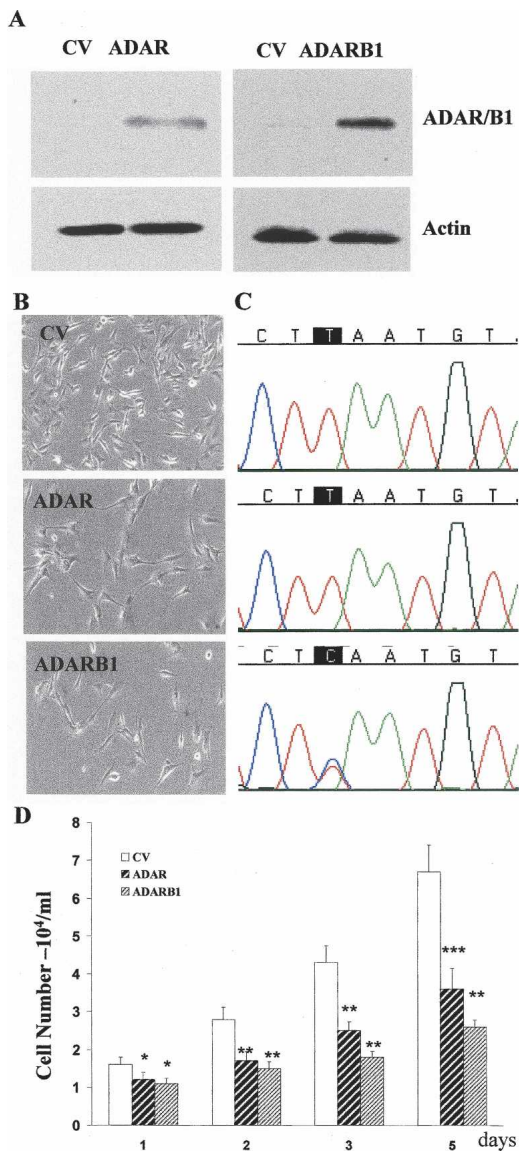 A
CV ADAR CV ADARB1
ADAR/B1
Actin
B C
CV
C T T A A T G T .
ADAR
C T T A A T G T
ADARB1
C T C A A T G T
D
Cell Number –10⁴/ml
8
7
6
5
4
3
2
1
0
CV
ADAR
ADARB1
* *
** **
** **
*** **
1 2 3 5 days